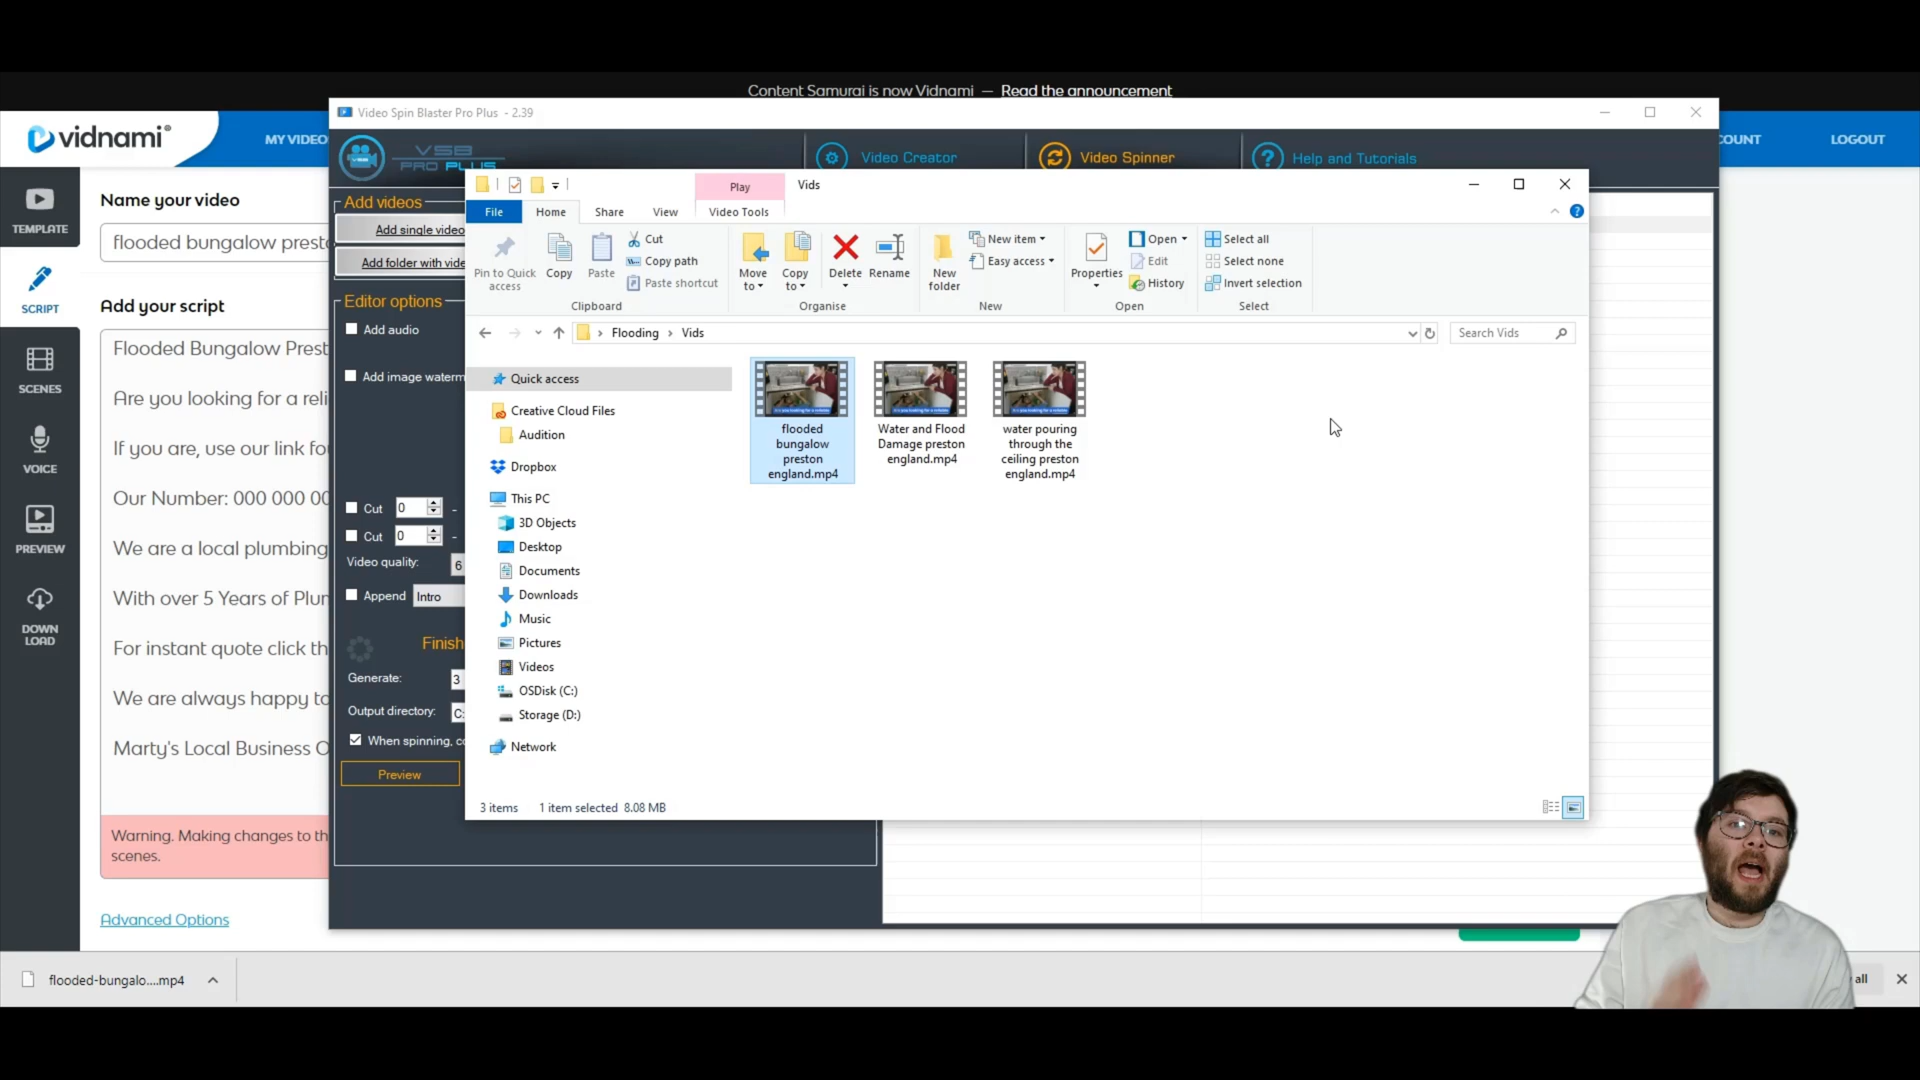 Content Samurai is now Vidnami — Read the announcement
vidnami®
MY VIDEO
COUNT
LOGOUT
TEMPLATE
SCRIPT
SCENES
VOICE
PREVIEW
DOWN
LOAD
Name your video
flooded bungalow presto
Add your script
Flooded Bungalow Prest
Are you looking for a reli
If you are, use our link fo
Our Number: 000 000 00
We are a local plumbing
With over 5 Years of Plum
For instant quote click th
We are always happy to
Marty's Local Business O
Warning. Making changes to th
scenes.
Advanced Options
Video Spin Blaster Pro Plus - 2.39
VSB
PRO PLUS
Video Creator
Video Spinner
Help and Tutorials
Add videos
Add single video
Add folder with vide
Editor options
Add audio
Add image waterm
Cut 0 -
Cut 0 -
Video quality: 6
Append Intro
Finish
Generate: 3
Output directory: C:
When spinning, co
Preview
Play
Vids
File
Home
Share
View
Video Tools
Pin to Quick
access
Copy
Paste
Cut
Copy path
Paste shortcut
Clipboard
Move
to
Copy
to
Delete
Rename
Organise
New
folder
New item
Easy access
New
Properties
Open
Edit
History
Open
Select all
Select none
Invert selection
Select
Flooding
Vids
Search Vids
Quick access
Creative Cloud Files
Audition
Dropbox
This PC
3D Objects
Desktop
Documents
Downloads
Music
Pictures
Videos
OSDisk (C:)
Storage (D:)
Network
flooded
bungalow
preston
england.mp4
Water and Flood
Damage preston
england.mp4
water pouring
through the
ceiling preston
england.mp4
3 items
1 item selected 8.08 MB
flooded-bungalo....mp4
all